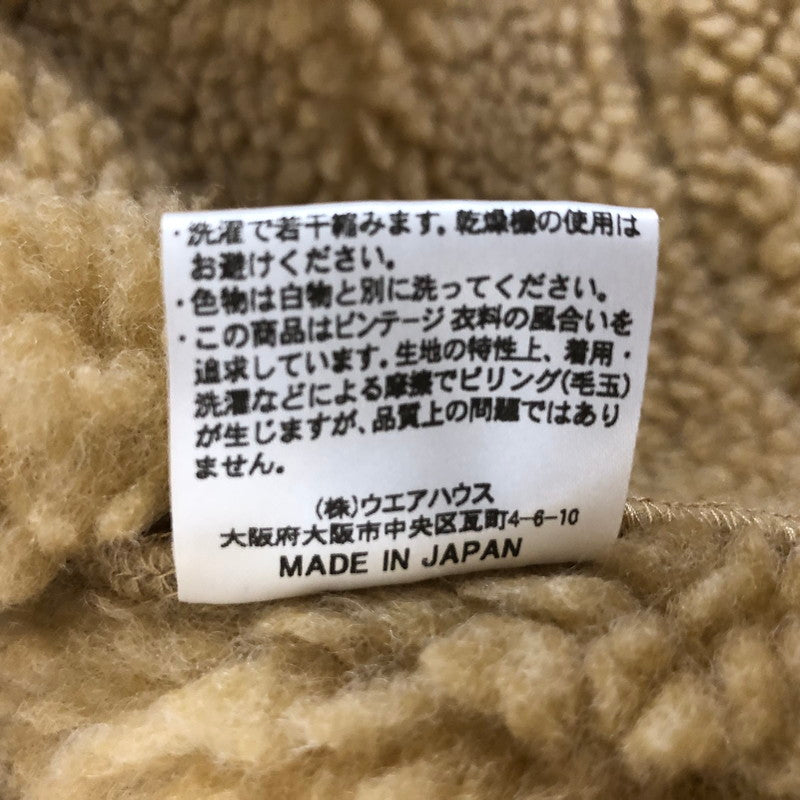 ・洗濯で若干縮みます。乾燥機の使用は
お避けください。
・色物は白物と別に洗ってください。
・この商品はビンテージ衣料の風合いを
追求しています。生地の特性上、着用・
洗濯などによる摩擦でピリング(毛玉)
が生じますが、品質上の問題ではあり
ません。
(株)ウエアハウス
大阪府大阪市中央区瓦町4-6-10
MADE IN JAPAN